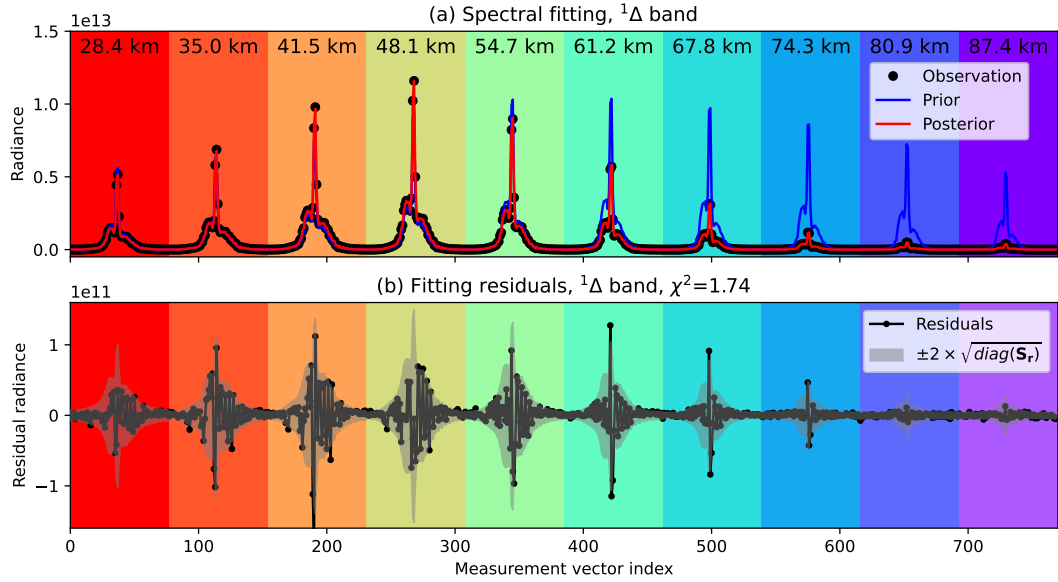 (a) Spectral fitting, ¹Δ band
1e13
28.4 km 35.0 km 41.5 km 48.1 km 54.7 km 61.2 km 67.8 km 74.3 km 80.9 km 87.4 km
1.5
1.0
0.5
0.0
Radiance
Observation
Prior
Posterior
(b) Fitting residuals, ¹Δ band, χ²=1.74
1e11
1
0
−1
Residual radiance
Residuals
±2 × √diag(S_r)
0 100 200 300 400 500 600 700
Measurement vector index